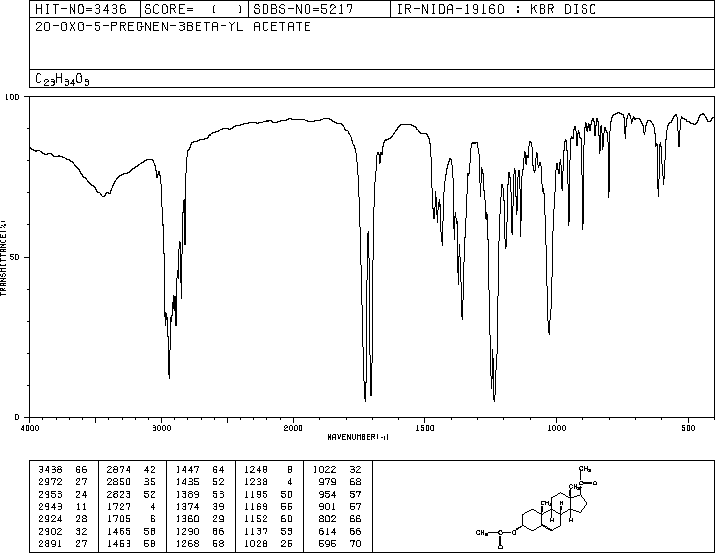 HIT-NO=3436 SCORE= ( ) SDBS-NO=5217 IR-NIDA-19160 : KBR DISC
20-OXO-5-PREGNEN-3BETA-YL ACETATE
C23H34O3
100
50
0
TRANSMITTANCE(%)
4000 3000 2000 1500 1000 500
WAVENUMBER(-1)
3438 66 2874 42 1447 64 1248 8 1022 32
2972 27 2850 35 1435 52 1238 4 979 68
2953 24 2823 52 1389 53 1195 50 954 57
2943 11 1727 4 1374 39 1169 55 901 57
2924 28 1705 6 1360 29 1152 60 802 66
2902 32 1465 58 1290 86 1137 53 614 66
2891 27 1453 58 1268 68 1028 25 595 70
CH3
C O
CH3
CH3
H
H H
O
CH3 C O